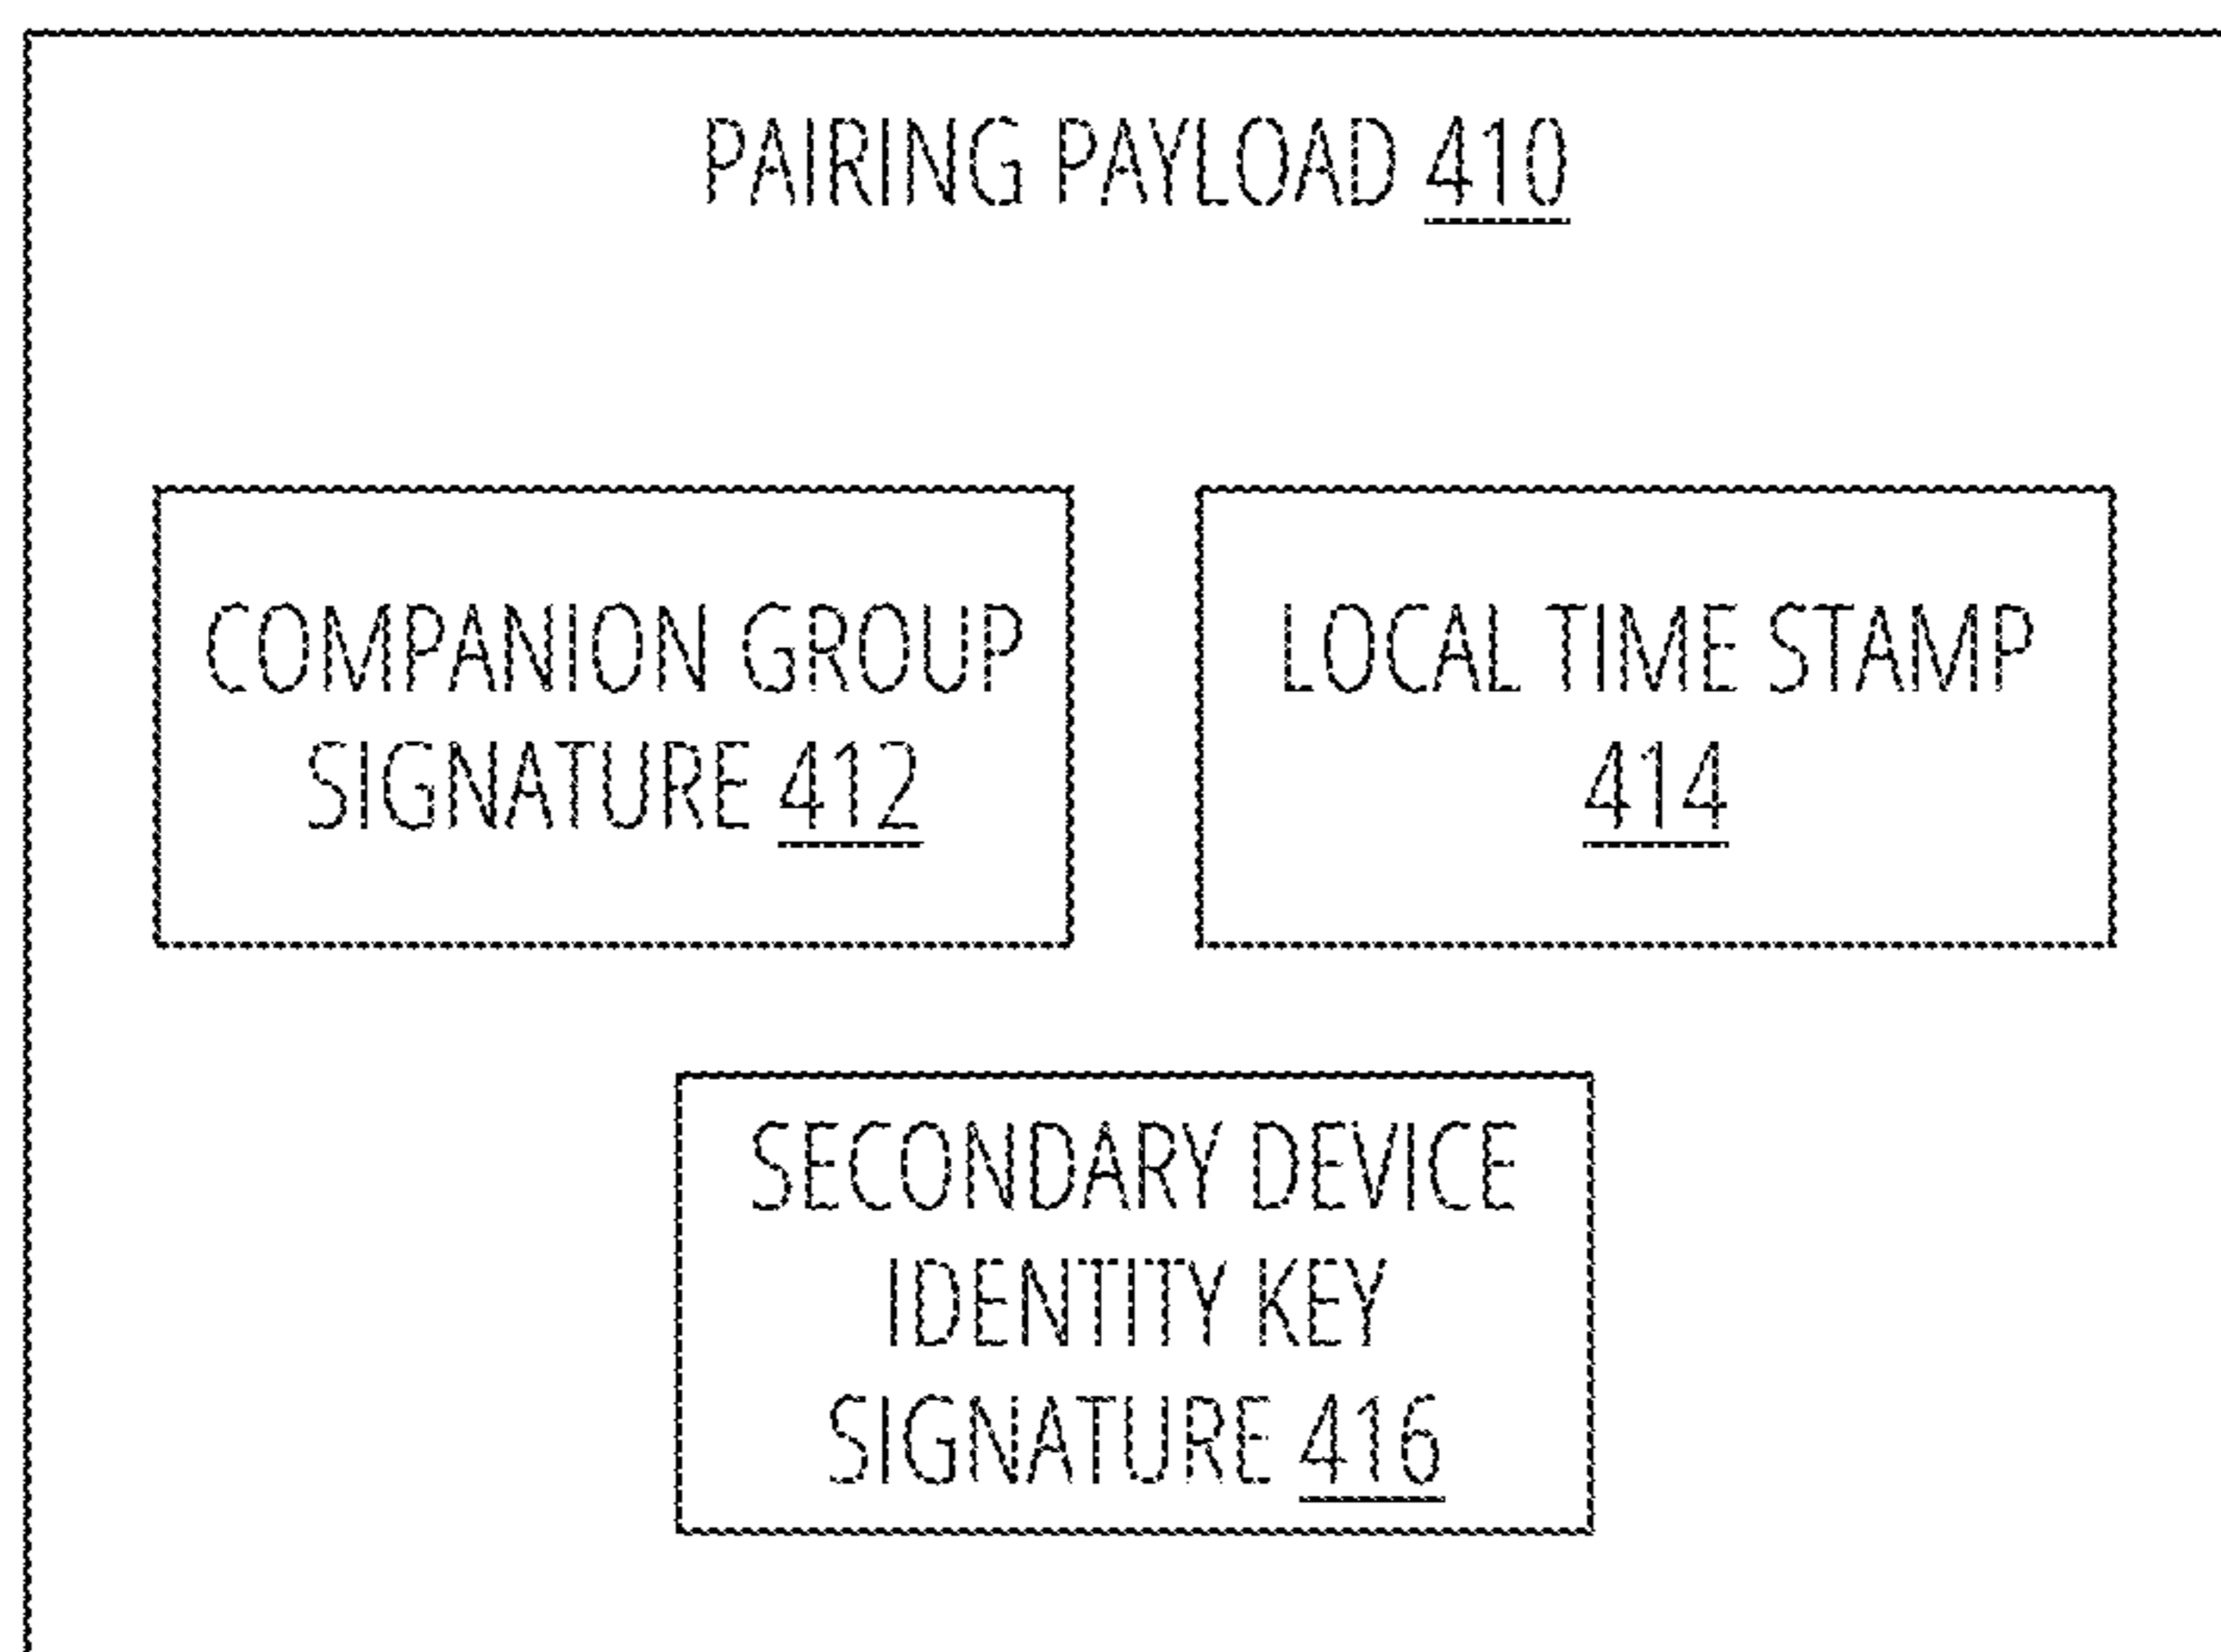 PAIRING PAYLOAD 410
COMPANION GROUP
SIGNATURE 412
LOCAL TIME STAMP
414
SECONDARY DEVICE
IDENTITY KEY
SIGNATURE 416